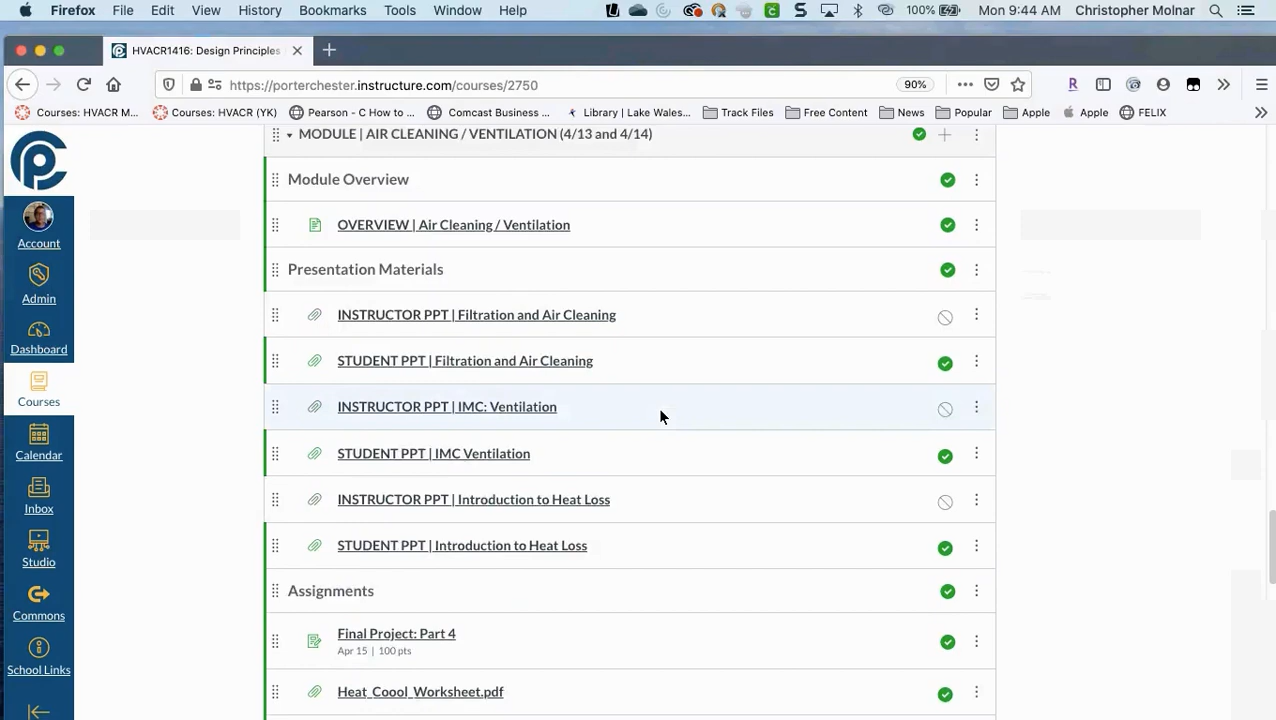 Firefox File Edit View History Bookmarks Tools Window Help 100% Mon 9:44 AM Christopher Molnar
HVACR1416: Design Principles
https://porterchester.instructure.com/courses/2750 90%
Courses: HVACR M... Courses: HVACR (YK) Pearson - C How to ... Comcast Business ... Library | Lake Wales... Track Files Free Content News Popular Apple Apple FELIX
MODULE | AIR CLEANING / VENTILATION (4/13 and 4/14)
Module Overview
OVERVIEW | Air Cleaning / Ventilation
Presentation Materials
INSTRUCTOR PPT | Filtration and Air Cleaning
STUDENT PPT | Filtration and Air Cleaning
INSTRUCTOR PPT | IMC: Ventilation
STUDENT PPT | IMC Ventilation
INSTRUCTOR PPT | Introduction to Heat Loss
STUDENT PPT | Introduction to Heat Loss
Assignments
Final Project: Part 4
Apr 15 | 100 pts
Heat_Coool_Worksheet.pdf
Account
Admin
Dashboard
Courses
Calendar
Inbox
Studio
Commons
School Links